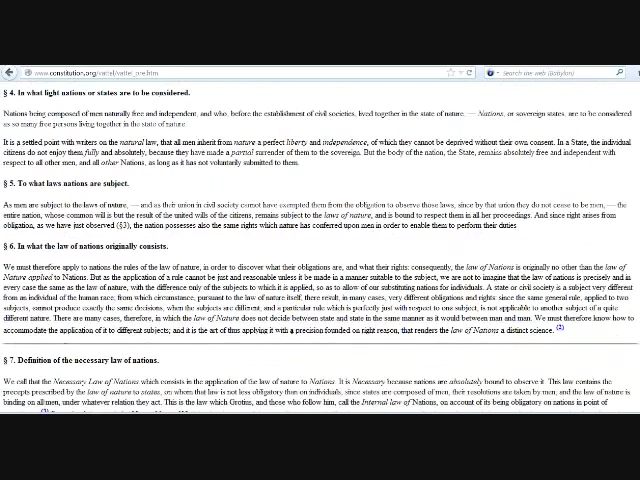 www.constitution.org/vattel/vattel_pre.htm
Search the web (Babylon)
§ 4. In what light nations or states are to be considered.
Nations being composed of men naturally free and independent, and who, before the establishment of civil societies, lived together in the state of nature, — Nations, or sovereign states, are to be considered
as so many free persons living together in the state of nature.
It is a settled point with writers on the natural law, that all men inherit from nature a perfect liberty and independence, of which they cannot be deprived without their own consent. In a State, the individual
citizens do not enjoy them fully and absolutely, because they have made a partial surrender of them to the sovereign. But the body of the nation, the State, remains absolutely free and independent with
respect to all other men, and all other Nations, as long as it has not voluntarily submitted to them.
§ 5. To what laws nations are subject.
As men are subject to the laws of nature, — and as their union in civil society cannot have exempted them from the obligation to observe those laws, since by that union they do not cease to be men, — the
entire nation, whose common will is but the result of the united wills of the citizens, remains subject to the laws of nature, and is bound to respect them in all her proceedings. And since right arises from
obligation, as we have just observed (§3), the nation possesses also the same rights which nature has conferred upon men in order to enable them to perform their duties
§ 6. In what the law of nations originally consists.
We must therefore apply to nations the rules of the law of nature, in order to discover what their obligations are, and what their rights: consequently, the law of Nations is originally no other than the law of
Nature applied to Nations. But as the application of a rule cannot be just and reasonable unless it be made in a manner suitable to the subject, we are not to imagine that the law of nations is precisely and in
every case the same as the law of nature, with the difference only of the subjects to which it is applied, so as to allow of our substituting nations for individuals. A state or civil society is a subject very different
from an individual of the human race; from which circumstance, pursuant to the law of nature itself, there result, in many cases, very different obligations and rights: since the same general rule, applied to two
subjects, cannot produce exactly the same decisions, when the subjects are different; and a particular rule which is perfectly just with respect to one subject, is not applicable to another subject of a quite
different nature. There are many cases, therefore, in which the law of Nature does not decide between state and state in the same manner as it would between man and man. We must therefore know how to
accommodate the application of it to different subjects; and it is the art of thus applying it with a precision founded on right reason, that renders the law of Nations a distinct science. (2)
§ 7. Definition of the necessary law of nations.
We call that the Necessary Law of Nations which consists in the application of the law of nature to Nations. It is Necessary because nations are absolutely bound to observe it. This law contains the
precepts prescribed by the law of nature to states, on whom that law is not less obligatory than on individuals, since states are composed of men, their resolutions are taken by men, and the law of nature is
binding on all men, under whatever relation they act. This is the law which Grotius, and those who follow him, call the Internal law of Nations, on account of its being obligatory on nations in point of